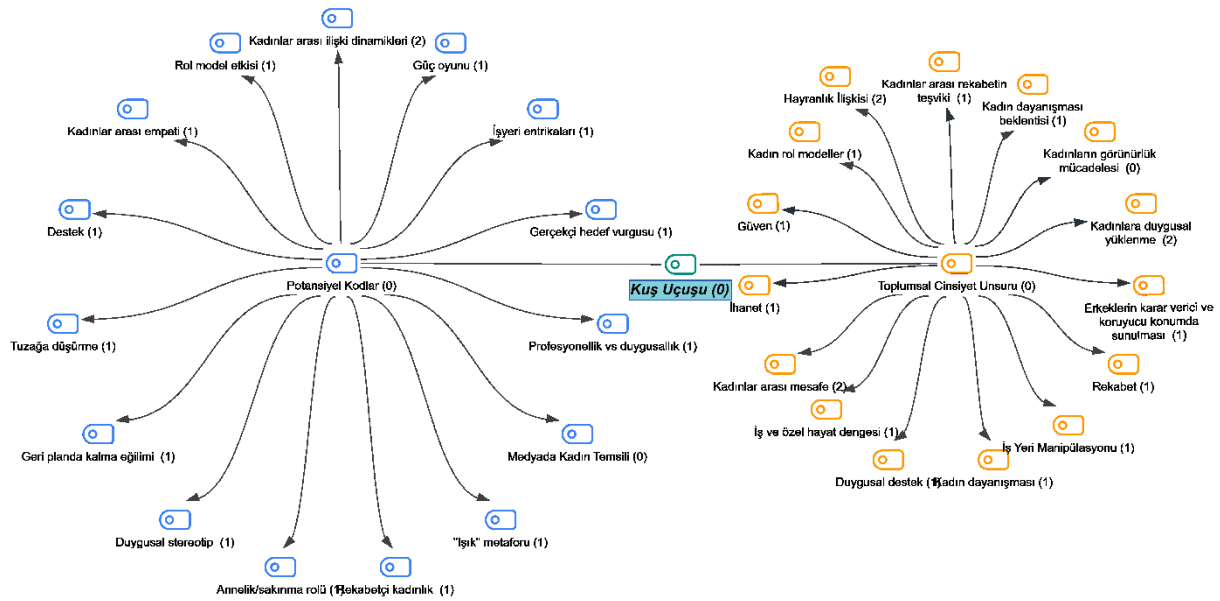 Kadınlar arası ilişki dinamikleri (2)
Rol model etkisi (1)
Güç oyunu (1)
Kadınlar arası empati (1)
İşyeri entrikaları (1)
Destek (1)
Gerçekçi hedef vurgusu (1)
Potansiyel Kodlar (0)
Tuzağa düşürme (1)
Profesyonellik vs duygusallık (1)
Geri planda kalma eğilimi (1)
Medyada Kadın Temsili (0)
Duygusal stereotip (1)
"Işık" metaforu (1)
Annelik/sakınma rolü (1)
Rekabetçi kadınlık (1)
Kuş Uçuşu (0)
Kadınlar arası rekabetin
teşviki (1)
Hayranlık İlişkisi (2)
Kadın dayanışması
beklentisi (1)
Kadın rol modeller (1)
Kadınların görünürlük
mücadelesi (0)
Güven (1)
Kadınlara duygusal
yüklenme (2)
Toplumsal Cinsiyet Unsuru (0)
İhanet (1)
Erkeklerin karar verici ve
koruyucu konumda
sunulması (1)
Kadınlar arası mesafe (2)
Rekabet (1)
İş ve özel hayat dengesi (1)
İş Yeri Manipülasyonu (1)
Duygusal destek (1)
Kadın dayanışması (1)